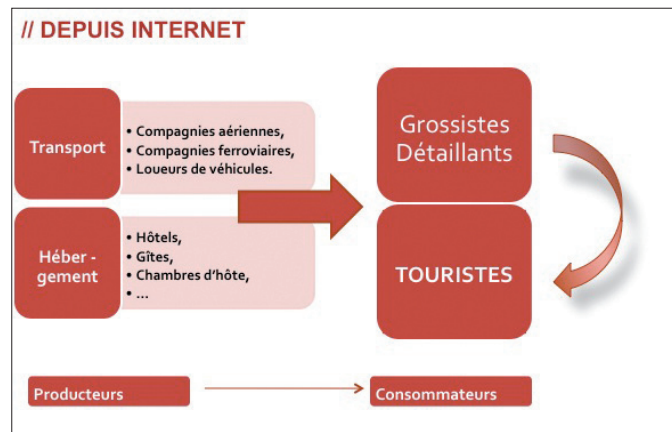 // DEPUIS INTERNET
Transport
• Compagnies aériennes,
• Compagnies ferroviaires,
• Loueurs de véhicules.
Héber -
gement
• Hôtels,
• Gîtes,
• Chambres d'hôte,
• ...
Grossistes
Détaillants
TOURISTES
Producteurs
Consommateurs